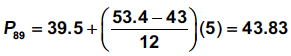 P₈₉ = 39.5 + ((53.4 − 43)/12)(5) = 43.83